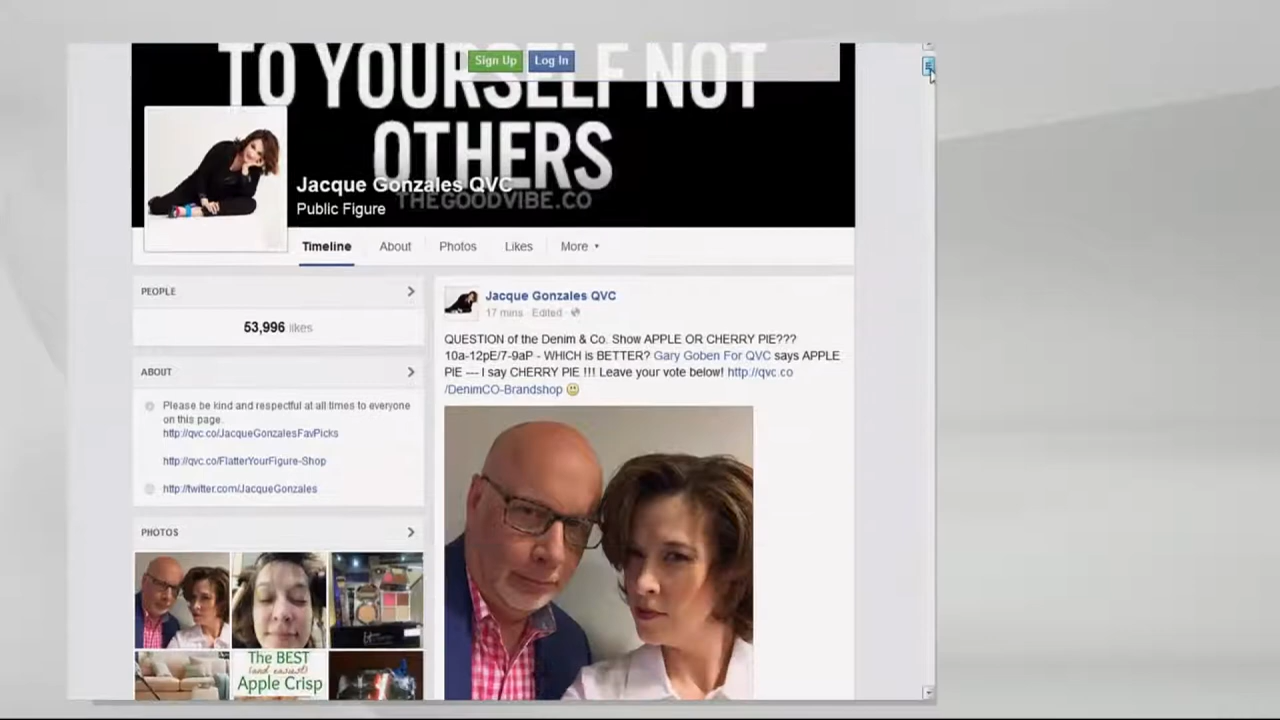 TO YOURSELF NOT
Sign Up Log In
OTHERS
Jacque Gonzales QVC
THEGOODVIBE.CO
Public Figure
Timeline About Photos Likes More
PEOPLE
53,996 likes
ABOUT
Please be kind and respectful at all times to everyone
on this page.
http://qvc.co/JacqueGonzalesFavPicks
http://qvc.co/FlatterYourFigure-Shop
http://twitter.com/JacqueGonzales
PHOTOS
The BEST
(and easiest)
Apple Crisp
Jacque Gonzales QVC
17 mins · Edited ·
QUESTION of the Denim & Co. Show APPLE OR CHERRY PIE???
10a-12pE/7-9aP - WHICH is BETTER? Gary Goben For QVC says APPLE
PIE --- I say CHERRY PIE !!! Leave your vote below! http://qvc.co
/DenimCO-Brandshop